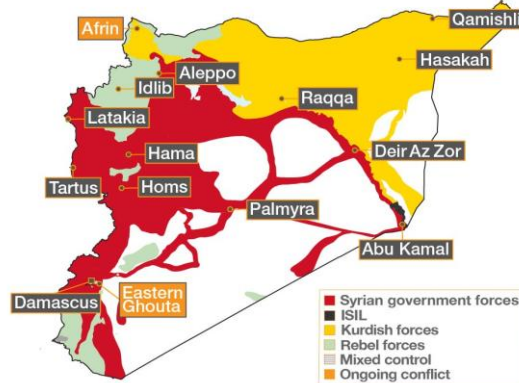 Afrin
Qamishli
Aleppo
Hasakah
Idlib
Raqqa
Latakia
Hama
Deir Az Zor
Tartus
Homs
Palmyra
Abu Kamal
Damascus
Eastern
Ghouta
Syrian government forces
ISIL
Kurdish forces
Rebel forces
Mixed control
Ongoing conflict